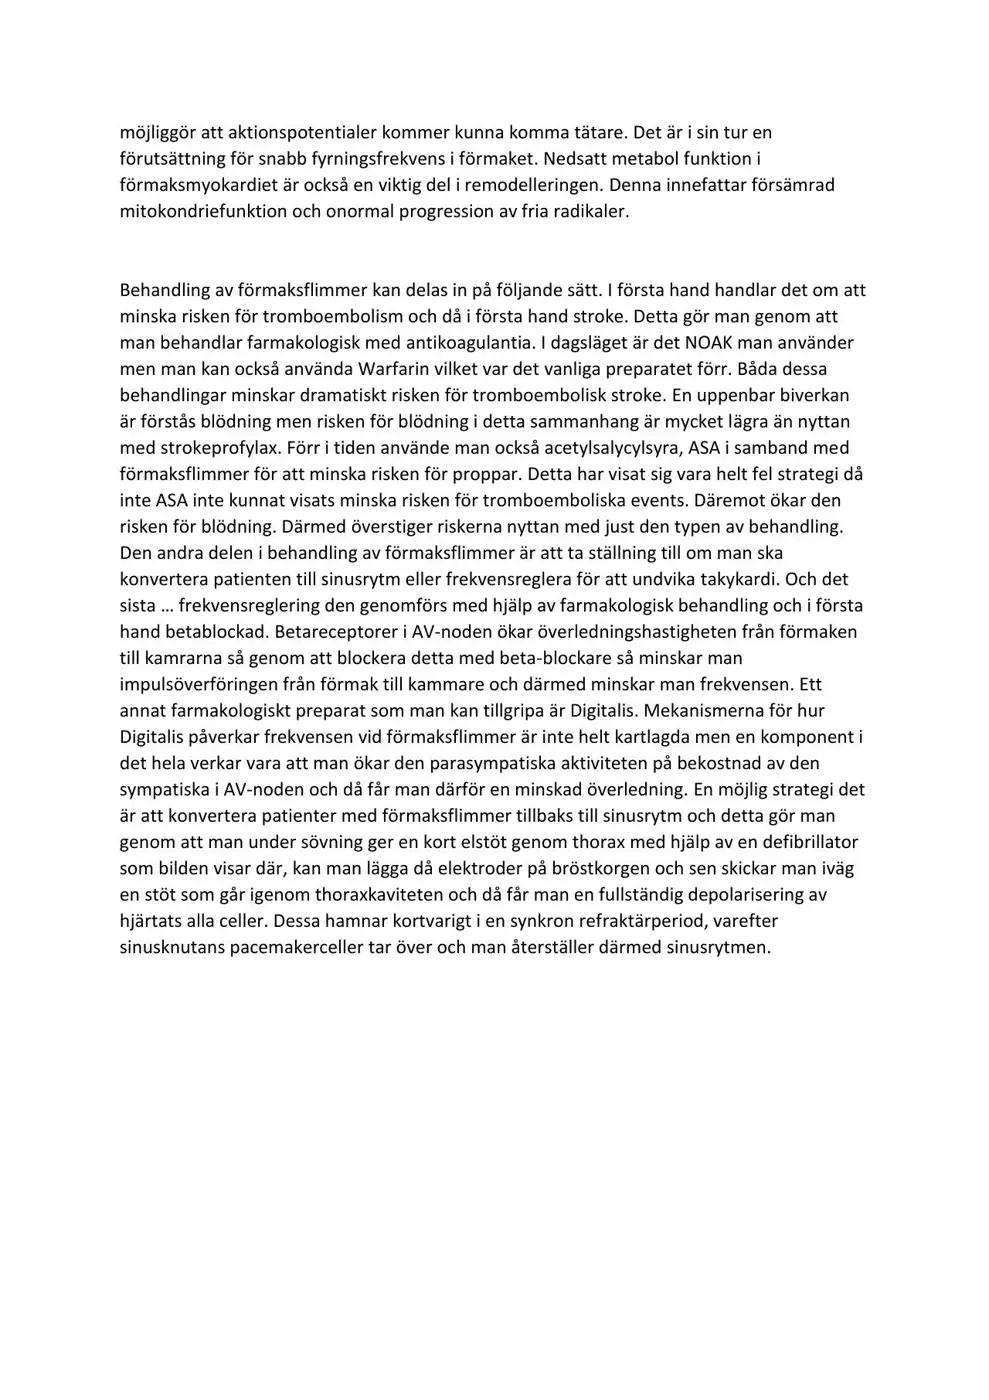 möjliggör att aktionspotentialer kommer kunna komma tätare. Det är i sin tur en
förutsättning för snabb fyrningsfrekvens i förmaket. Nedsatt metabol funktion i
förmaksmyokardiet är också en viktig del i remodelleringen. Denna innefattar försämrad
mitokondriefunktion och onormal progression av fria radikaler.
Behandling av förmaksflimmer kan delas in på följande sätt. I första hand handlar det om att
minska risken för tromboembolism och då i första hand stroke. Detta gör man genom att
man behandlar farmakologisk med antikoagulantia. I dagsläget är det NOAK man använder
men man kan också använda Warfarin vilket var det vanliga preparatet förr. Båda dessa
behandlingar minskar dramatiskt risken för tromboembolisk stroke. En uppenbar biverkan
är förstås blödning men risken för blödning i detta sammanhang är mycket lägra än nyttan
med strokeprofylax. Förr i tiden använde man också acetylsalycylsyra, ASA i samband med
förmaksflimmer för att minska risken för proppar. Detta har visat sig vara helt fel strategi då
inte ASA inte kunnat visats minska risken för tromboemboliska events. Däremot ökar den
risken för blödning. Därmed överstiger riskerna nyttan med just den typen av behandling.
Den andra delen i behandling av förmaksflimmer är att ta ställning till om man ska
konvertera patienten till sinusrytm eller frekvensreglera för att undvika takykardi. Och det
sista … frekvensreglering den genomförs med hjälp av farmakologisk behandling och i första
hand betablockad. Betareceptorer i AV-noden ökar överledningshastigheten från förmaken
till kamrarna så genom att blockera detta med beta-blockare så minskar man
impulsöverföringen från förmak till kammare och därmed minskar man frekvensen. Ett
annat farmakologiskt preparat som man kan tillgripa är Digitalis. Mekanismerna för hur
Digitalis påverkar frekvensen vid förmaksflimmer är inte helt kartlagda men en komponent i
det hela verkar vara att man ökar den parasympatiska aktiviteten på bekostnad av den
sympatiska i AV-noden och då får man därför en minskad överledning. En möjlig strategi det
är att konvertera patienter med förmaksflimmer tillbaks till sinusrytm och detta gör man
genom att man under sövning ger en kort elstöt genom thorax med hjälp av en defibrillator
som bilden visar där, kan man lägga då elektroder på bröstkorgen och sen skickar man iväg
en stöt som går igenom thoraxkaviteten och då får man en fullständig depolarisering av
hjärtats alla celler. Dessa hamnar kortvarigt i en synkron refraktärperiod, varefter
sinusknutans pacemakerceller tar över och man återställer därmed sinusrytmen.